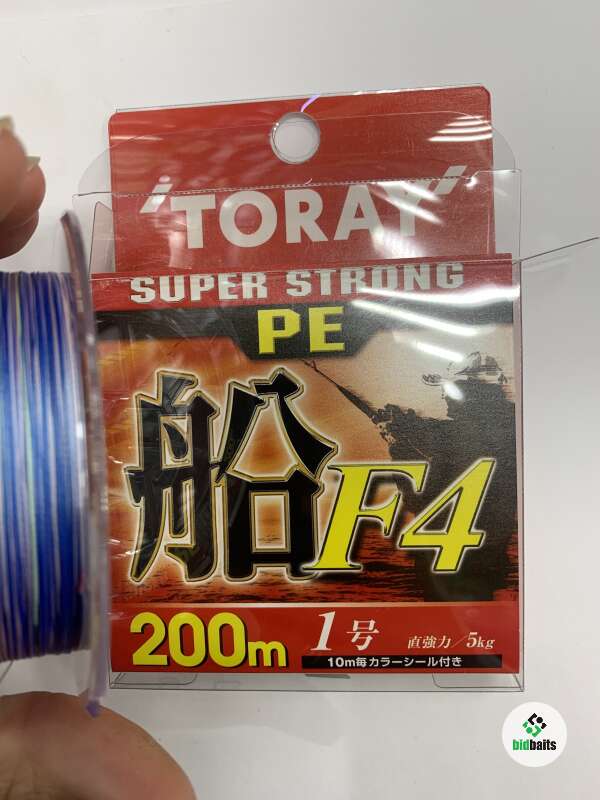 'TORAY'
SUPER STRONG
PE
船F4
200m 1号 直強力/5kg
10m毎カラーシール付き
bidbaits